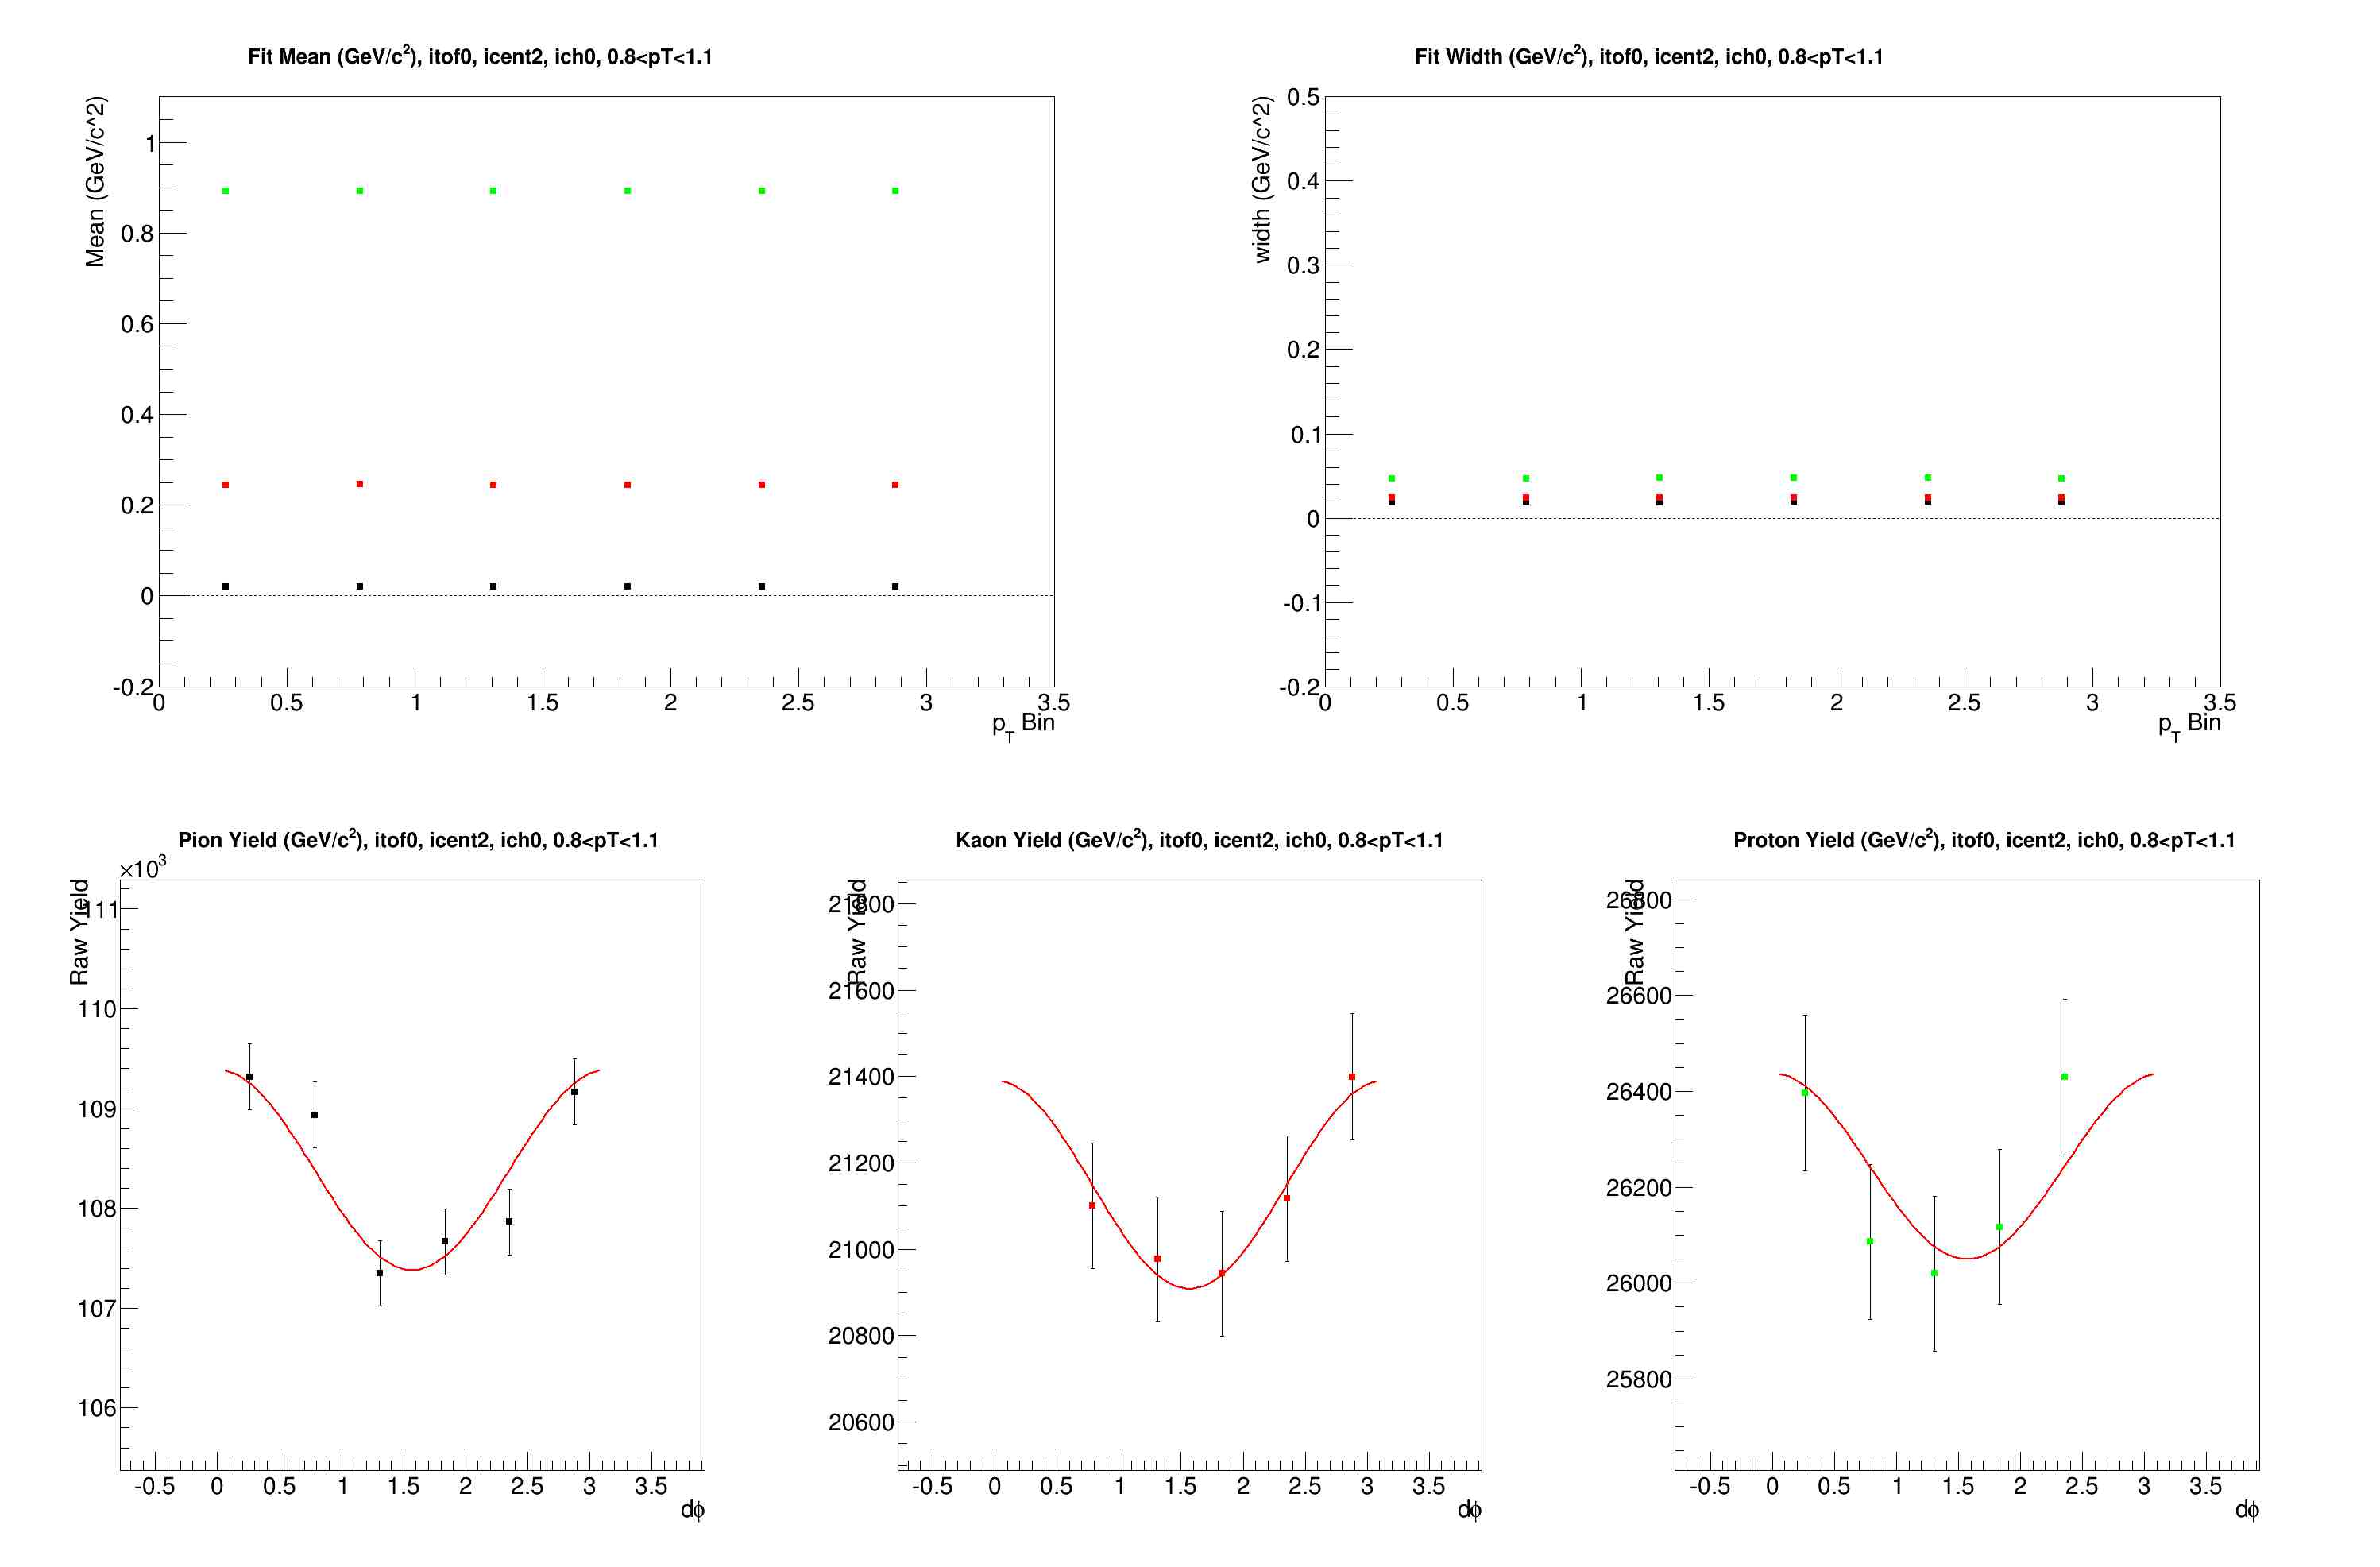 Fit Mean (GeV/c²), itof0, icent2, ich0, 0.8<pT<1.1
Mean (GeV/c^2)
1
0.8
0.6
0.4
0.2
0
-0.2
0 0.5 1 1.5 2 2.5 3 3.5
p_T Bin
Fit Width (GeV/c²), itof0, icent2, ich0, 0.8<pT<1.1
width (GeV/c^2)
0.5
0.4
0.3
0.2
0.1
0
-0.1
-0.2
0 0.5 1 1.5 2 2.5 3 3.5
p_T Bin
Pion Yield (GeV/c²), itof0, icent2, ich0, 0.8<pT<1.1
×10³
Raw Yield
111
110
109
108
107
106
-0.5 0 0.5 1 1.5 2 2.5 3 3.5
dϕ
Kaon Yield (GeV/c²), itof0, icent2, ich0, 0.8<pT<1.1
Raw Yield
21800
21600
21400
21200
21000
20800
20600
-0.5 0 0.5 1 1.5 2 2.5 3 3.5
dϕ
Proton Yield (GeV/c²), itof0, icent2, ich0, 0.8<pT<1.1
Raw Yield
26800
26600
26400
26200
26000
25800
-0.5 0 0.5 1 1.5 2 2.5 3 3.5
dϕ